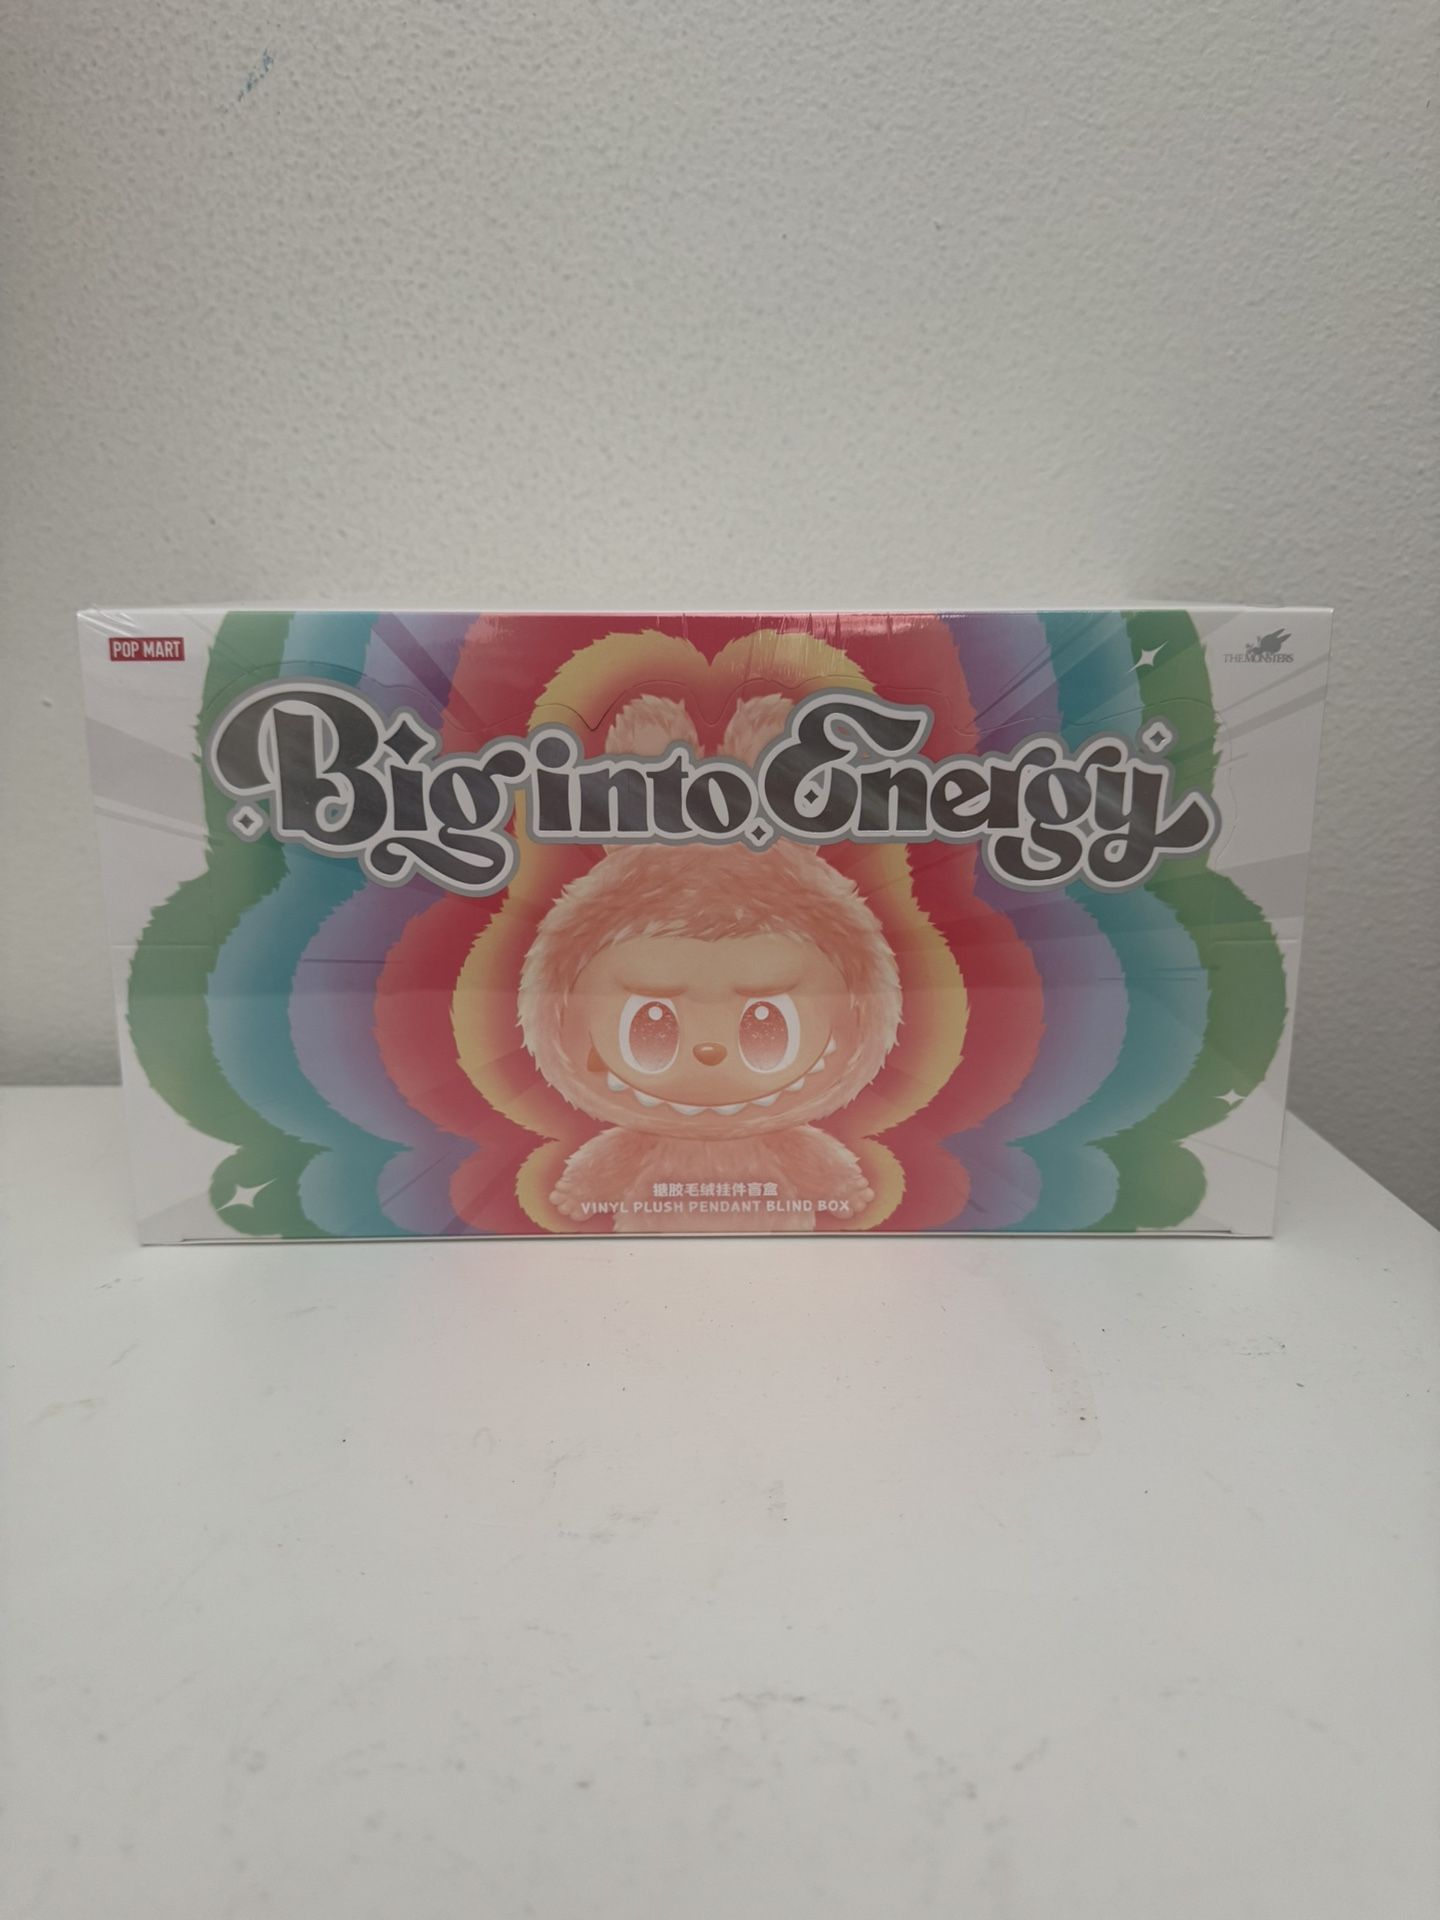 POP MART
THE MONSTERS
Big into Energy
搪胶毛绒挂件盲盒
VINYL PLUSH PENDANT BLIND BOX